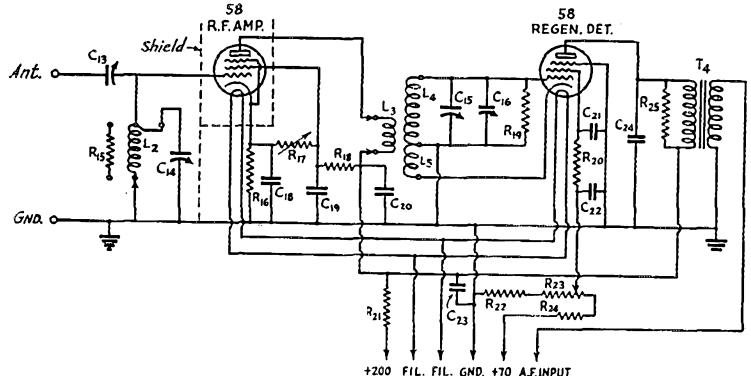 58
R.F. AMP.
Shield
58
REGEN. DET.
C13
Ant.
L3
L4
C15
C16
R19
C21
C24
R25
T4
R15
L2
C14
R17
R18
R20
L5
R16
C18
C19
C20
C22
GND.
R21
C23
R22
R23
R24
+200 FIL. FIL. GND. +70 A.F. INPUT